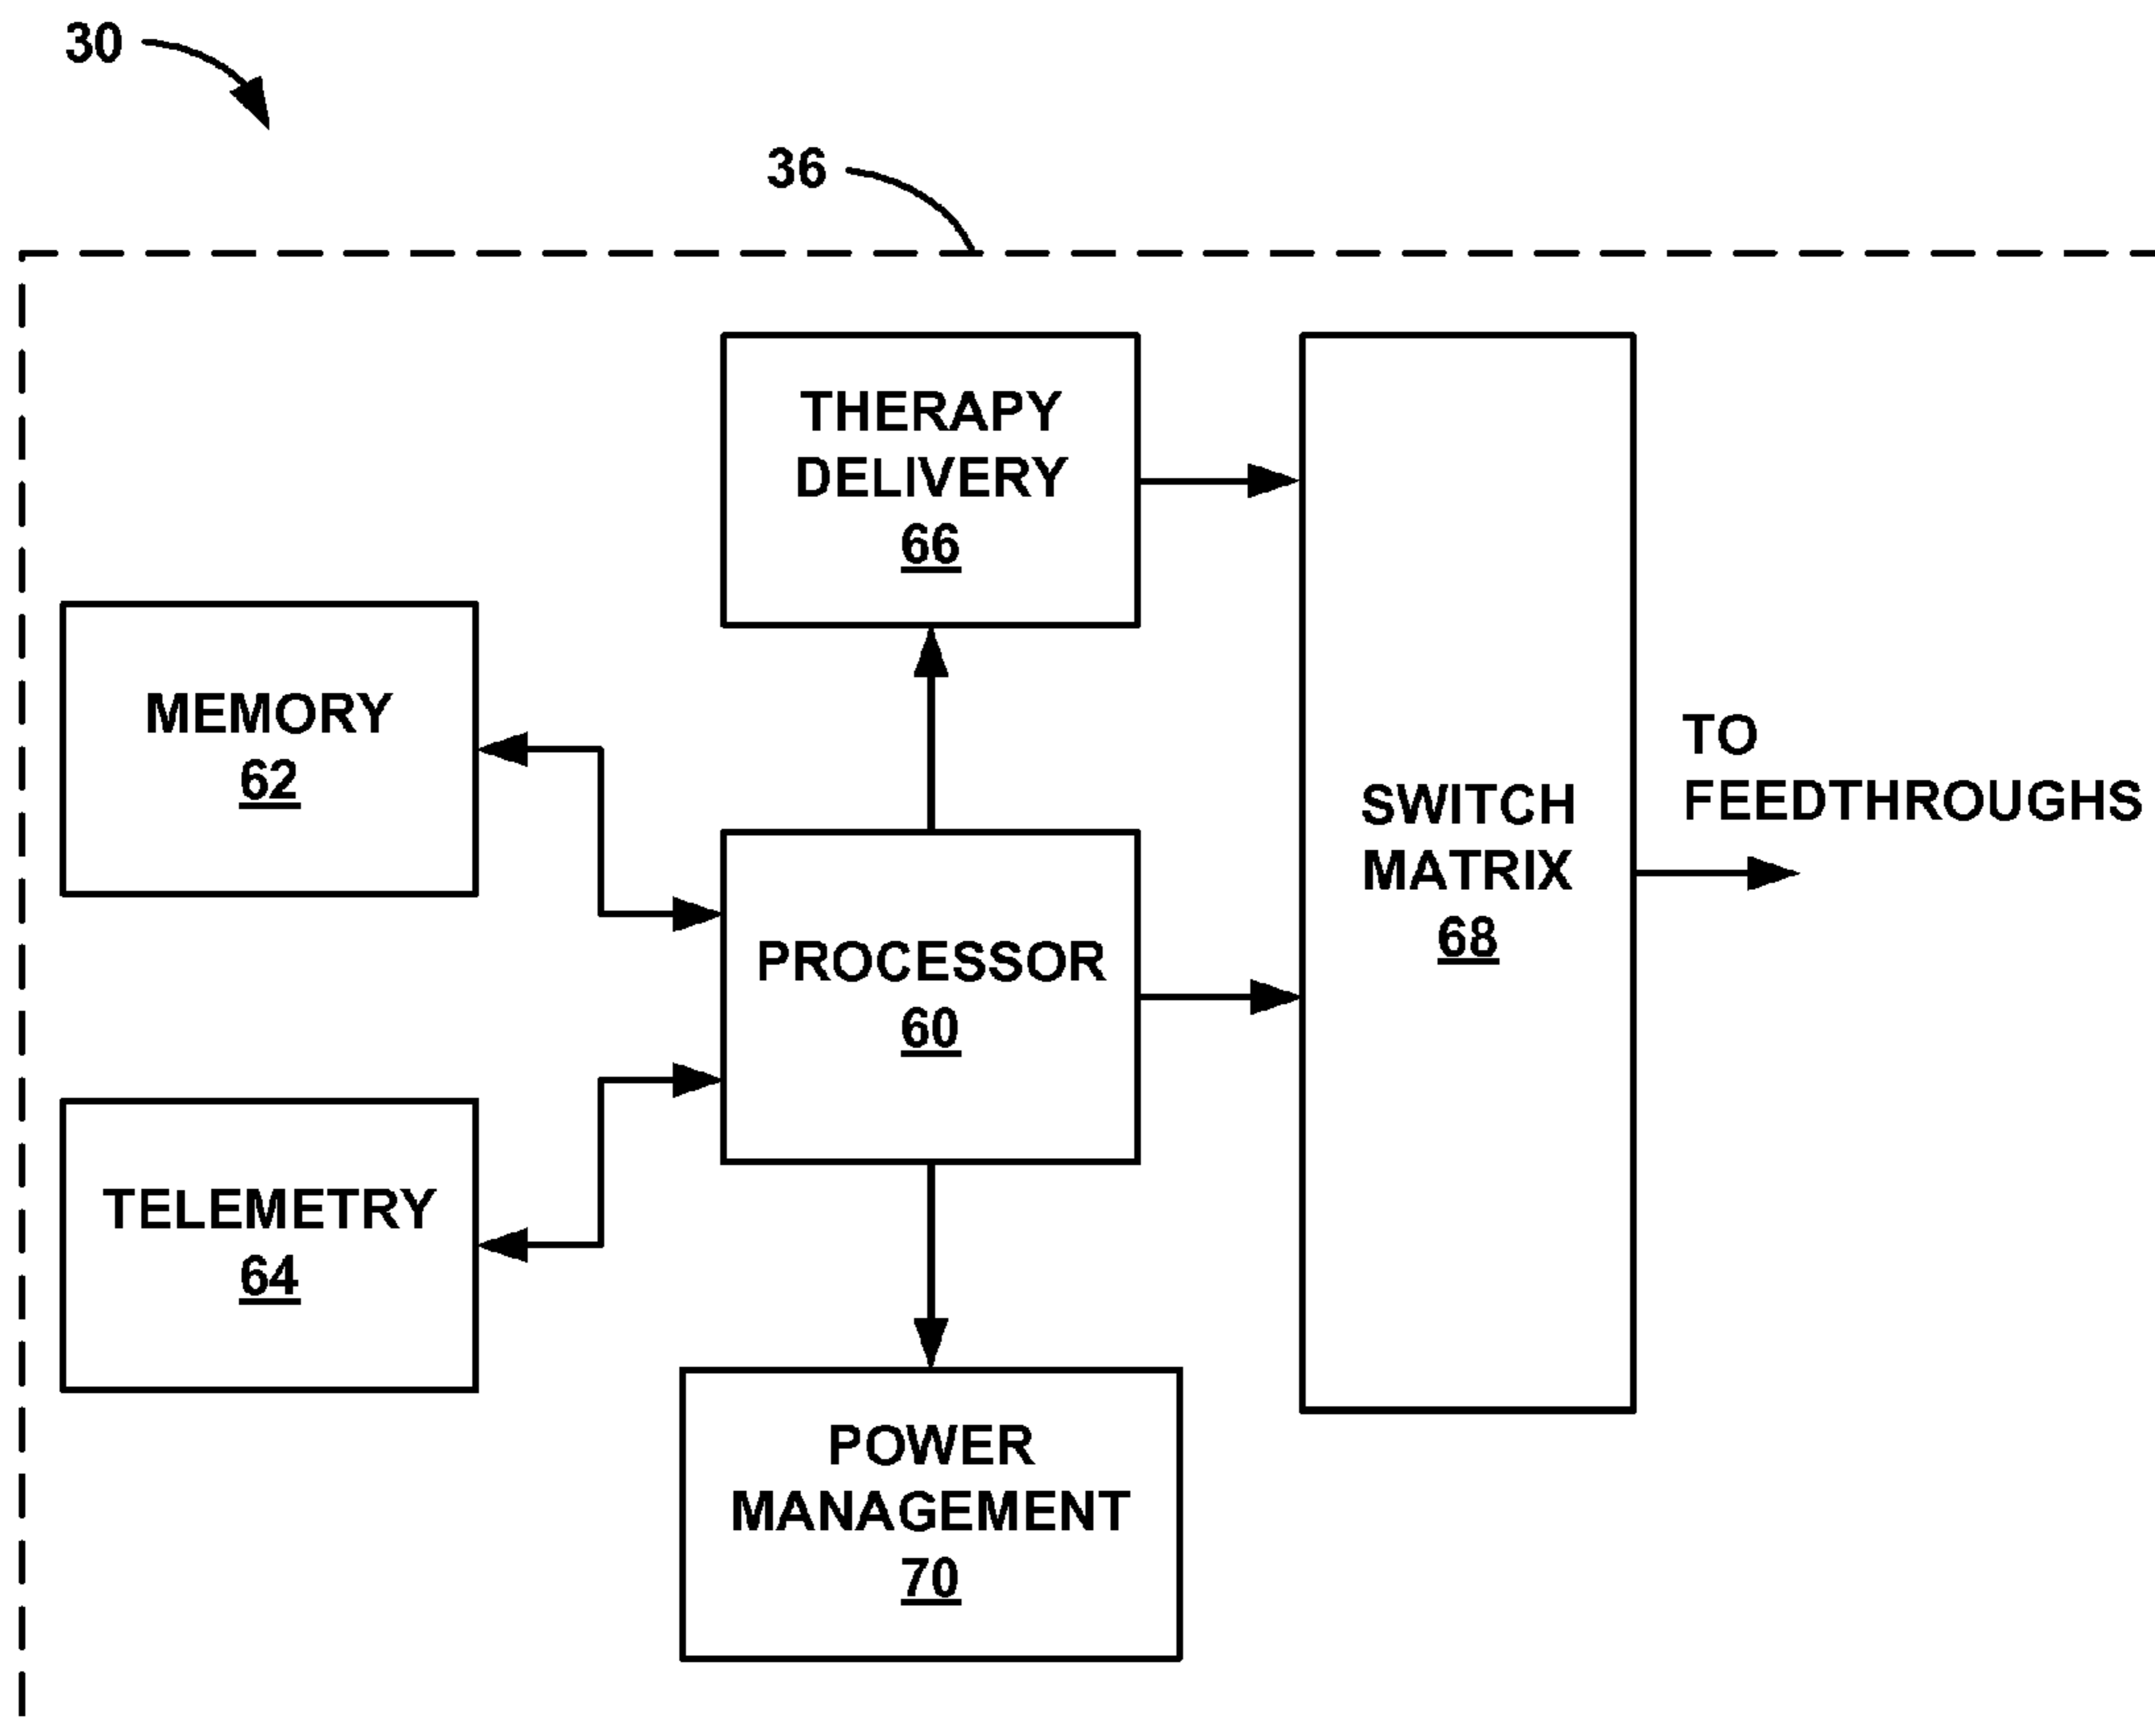 30
36
THERAPY
DELIVERY
66
MEMORY
62
TO
FEEDTHROUGHS
SWITCH
MATRIX
68
PROCESSOR
60
TELEMETRY
64
POWER
MANAGEMENT
70